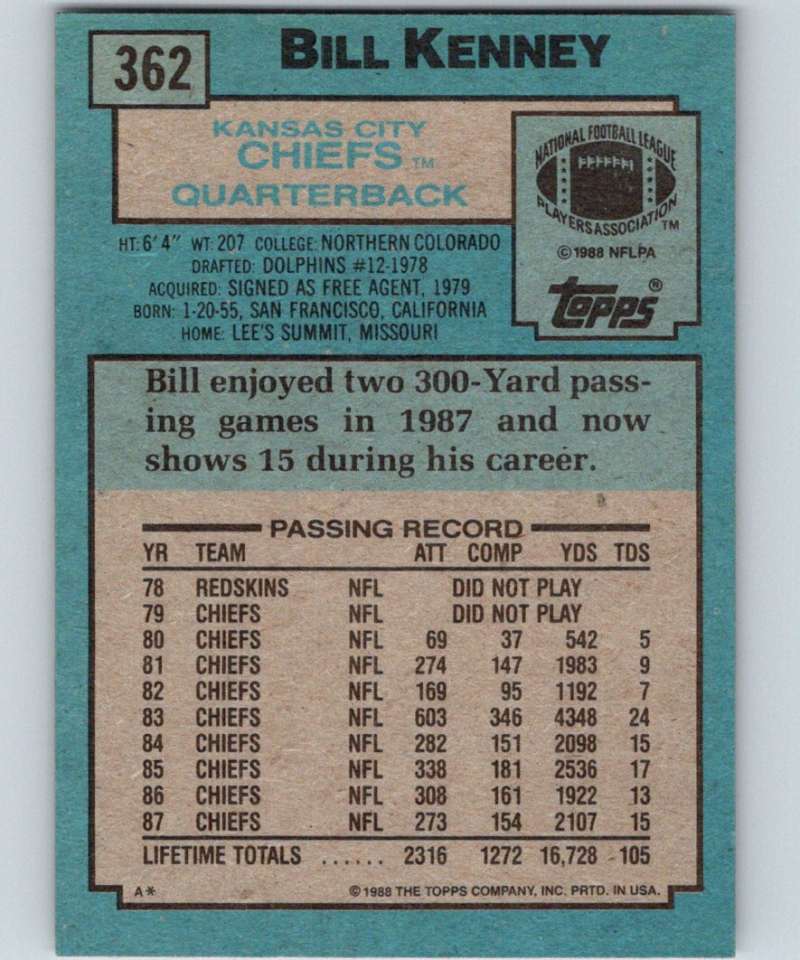 362
BILL KENNEY
KANSAS CITY
CHIEFS™
QUARTERBACK
NATIONAL FOOTBALL LEAGUE
PLAYERS ASSOCIATION™
©1988 NFLPA
topps®
HT: 6'4" WT: 207 COLLEGE: NORTHERN COLORADO
DRAFTED: DOLPHINS #12-1978
ACQUIRED: SIGNED AS FREE AGENT, 1979
BORN: 1-20-55, SAN FRANCISCO, CALIFORNIA
HOME: LEE'S SUMMIT, MISSOURI
Bill enjoyed two 300-Yard pass-
ing games in 1987 and now
shows 15 during his career.
PASSING RECORD
YR TEAM ATT COMP YDS TDS
78 REDSKINS NFL DID NOT PLAY
79 CHIEFS NFL DID NOT PLAY
80 CHIEFS NFL 69 37 542 5
81 CHIEFS NFL 274 147 1983 9
82 CHIEFS NFL 169 95 1192 7
83 CHIEFS NFL 603 346 4348 24
84 CHIEFS NFL 282 151 2098 15
85 CHIEFS NFL 338 181 2536 17
86 CHIEFS NFL 308 161 1922 13
87 CHIEFS NFL 273 154 2107 15
LIFETIME TOTALS ...... 2316 1272 16,728 105
A* ©1988 THE TOPPS COMPANY, INC. PRTD. IN USA.